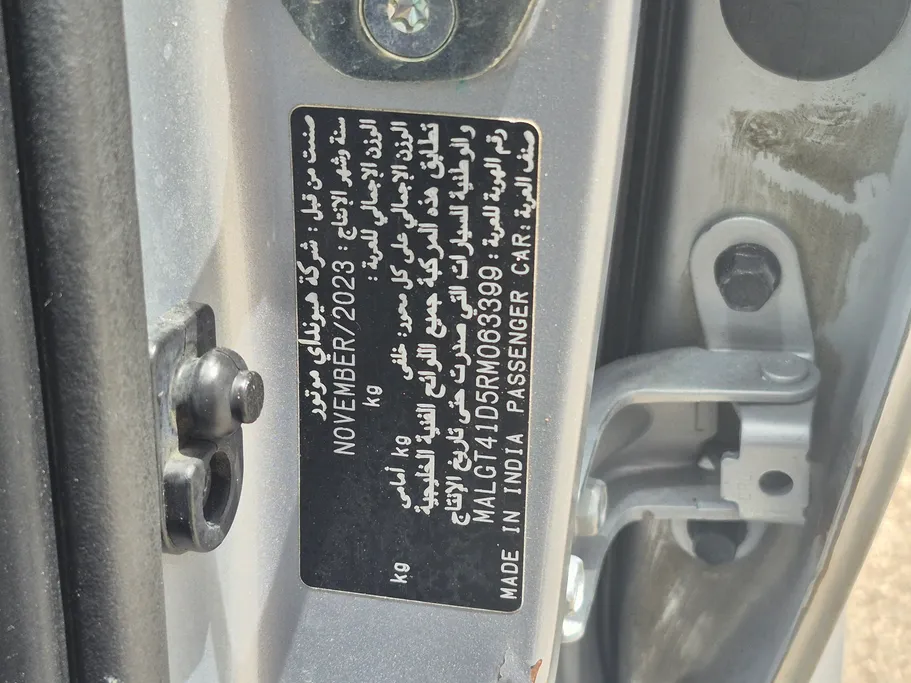 صنعت من قبل : شركة هيونداي موتور
سنة وشهر الإنتاج : NOVEMBER/2023
الوزن الإجمالي للعربة : kg
الوزن الإجمالي على كل محور: خلفي kg أمامي kg
تطابق هذه المركبة جميع اللوائح الفنية الخليجية
والوطنية للسيارات التي صدرت حتى تاريخ الإنتاج
رقم الهوية للعربة : MALGT41D5RM063399
صنف العربة: MADE IN INDIA PASSENGER CAR